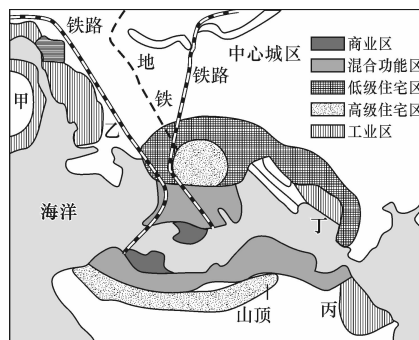 铁路
地
铁
铁路
中心城区
商业区
混合功能区
低级住宅区
高级住宅区
工业区
甲
乙
海洋
丁
山顶
丙